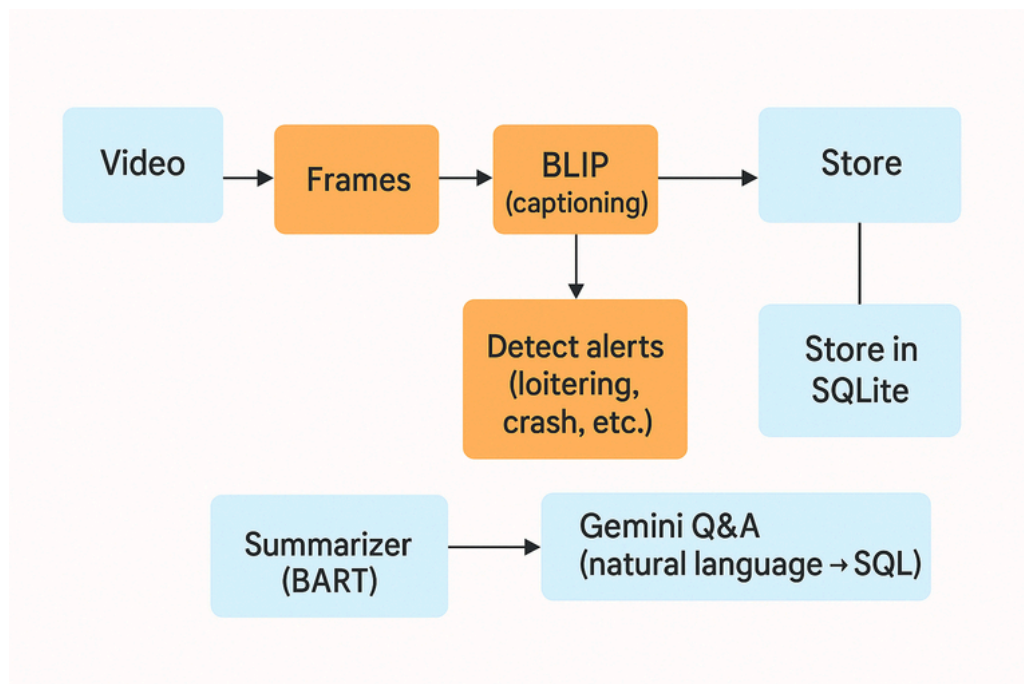 Video
Frames
BLIP
(captioning)
Store
Detect alerts
(loitering,
crash, etc.)
Store in
SQLite
Summarizer
(BART)
Gemini Q&A
(natural language → SQL)